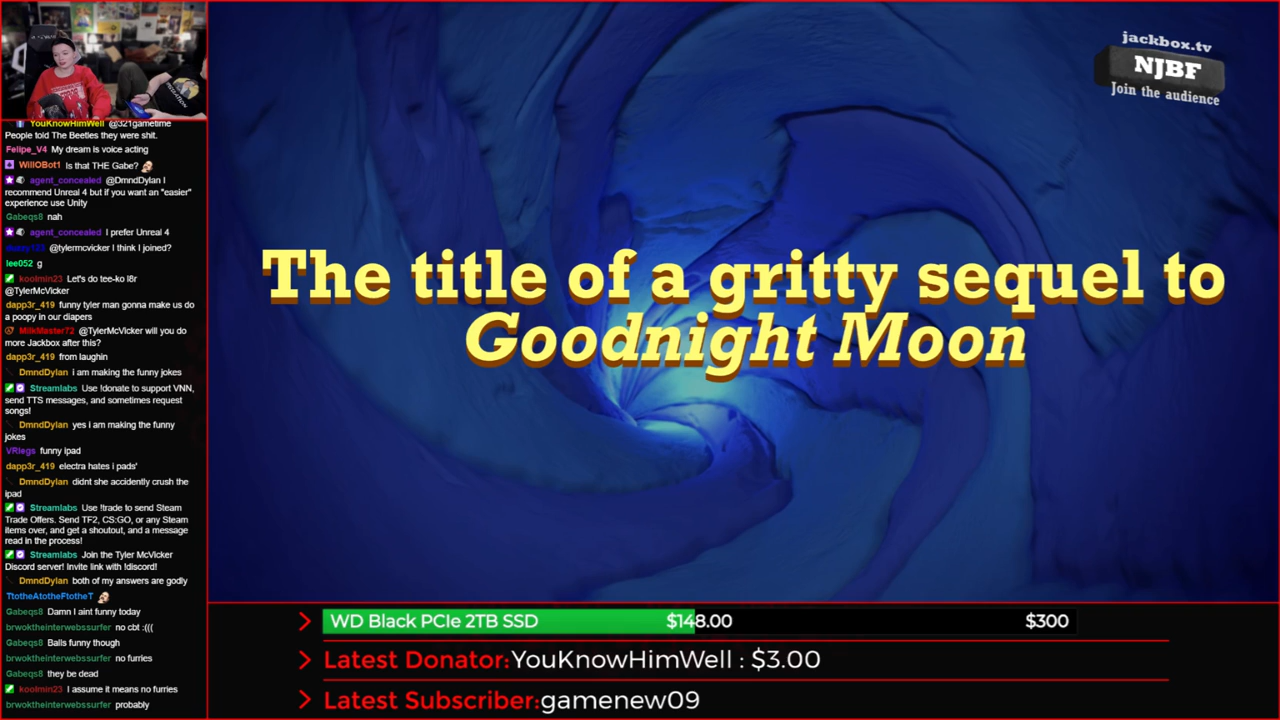 jackbox.tv
NJBF
Join the audience
The title of a gritty sequel to
Goodnight Moon
YouKnowHimWell @321gametime
People told The Beetles they were shit.
Felipe_V4 My dream is voice acting
WillOBot1 Is that THE Gabe?
agent_concealed @DmndDylan I
recommend Unreal 4 but if you want an "easier"
experience use Unity
Gabeqs8 nah
agent_concealed I prefer Unreal 4
@tylermcvicker I think I joined?
lee052 g
koolmin23 Let's do tee-ko l8r
@TylerMcVicker
dapp3r_419 funny tyler man gonna make us do
a poopy in our diapers
MilkMaster72 @TylerMcVicker will you do
more Jackbox after this?
dapp3r_419 from laughin
DmndDylan i am making the funny jokes
Streamlabs Use !donate to support VNN,
send TTS messages, and sometimes request
songs!
DmndDylan yes i am making the funny
jokes
VRlegs funny ipad
dapp3r_419 electra hates i pads'
DmndDylan didnt she accidently crush the
ipad
Streamlabs Use !trade to send Steam
Trade Offers. Send TF2, CS:GO, or any Steam
items over, and get a shoutout, and a message
read in the process!
Streamlabs Join the Tyler McVicker
Discord server! Invite link with !discord!
DmndDylan both of my answers are godly
TtotheAtotheFtotheT
Gabeqs8 Damn I aint funny today
brwoktheinterwebssurfer no cbt :(((
Gabeqs8 Balls funny though
brwoktheinterwebssurfer no furries
Gabeqs8 they be dead
koolmin23 I assume it means no furries
brwoktheinterwebssurfer probably
WD Black PCIe 2TB SSD $148.00 $300
Latest Donator:YouKnowHimWell : $3.00
Latest Subscriber:gamenew09